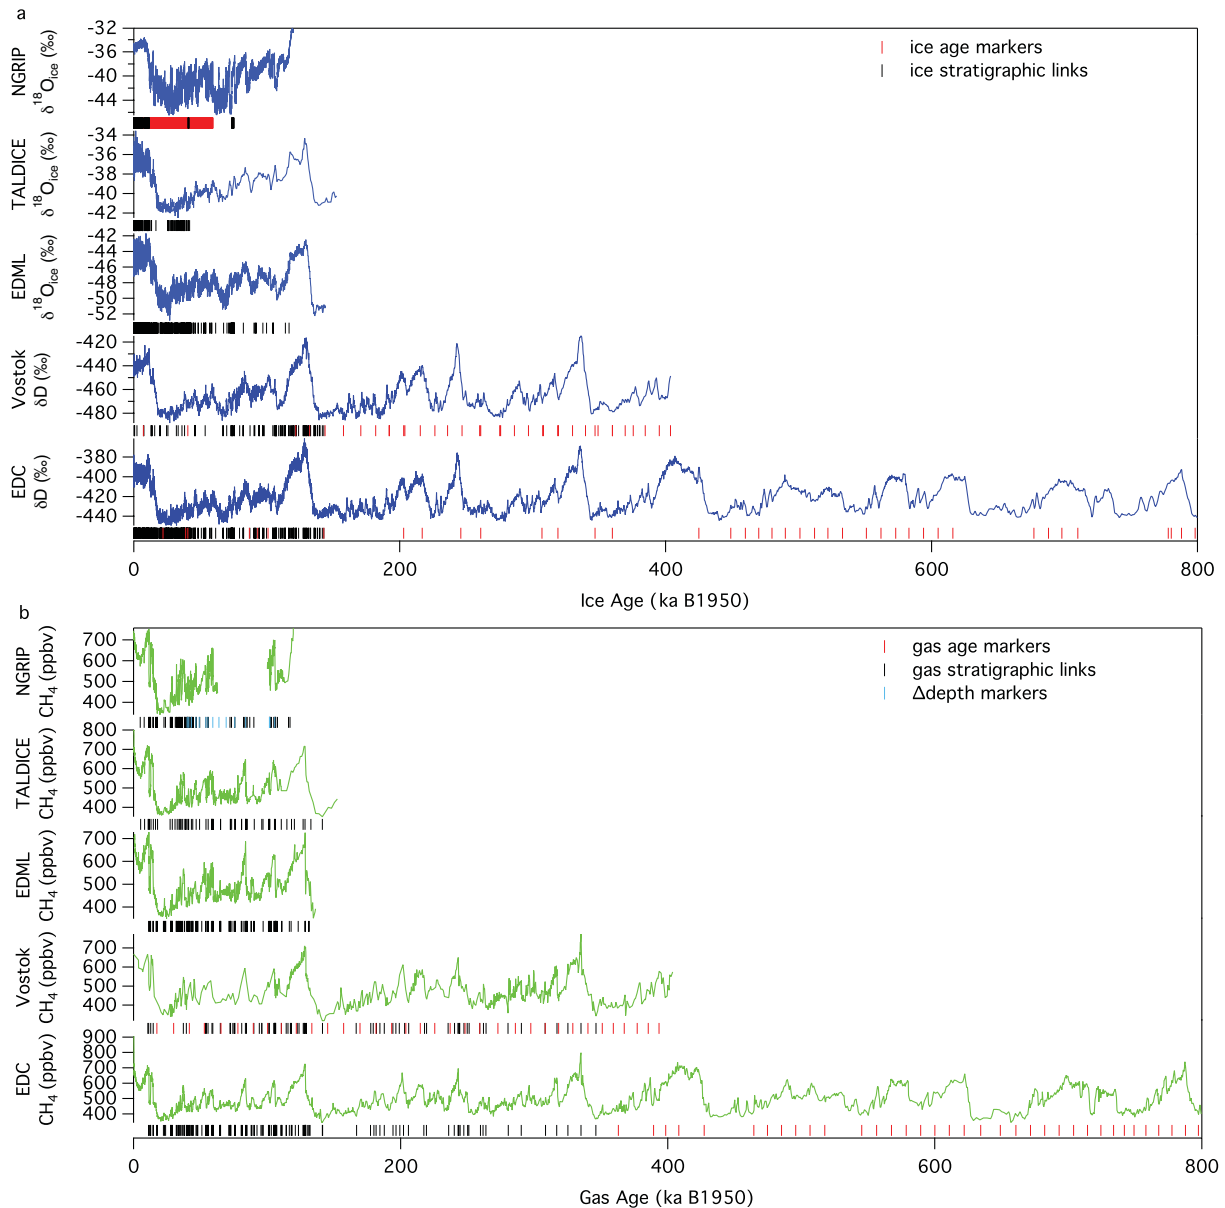 a
NGRIP
δ¹⁸Oice (‰)
-32
-36
-40
-44
ice age markers
ice stratigraphic links
TALDICE
δ¹⁸Oice (‰)
-34
-36
-38
-40
-42
EDML
δ¹⁸Oice (‰)
-42
-44
-46
-48
-50
-52
Vostok
δD (‰)
-420
-440
-460
-480
EDC
δD (‰)
-380
-400
-420
-440
0 200 400 600 800
Ice Age (ka B1950)
b
NGRIP
CH₄ (ppbv)
700
600
500
400
gas age markers
gas stratigraphic links
Δdepth markers
TALDICE
CH₄ (ppbv)
800
700
600
500
400
EDML
CH₄ (ppbv)
700
600
500
400
Vostok
CH₄ (ppbv)
700
600
500
400
EDC
CH₄ (ppbv)
900
800
700
600
500
400
0 200 400 600 800
Gas Age (ka B1950)